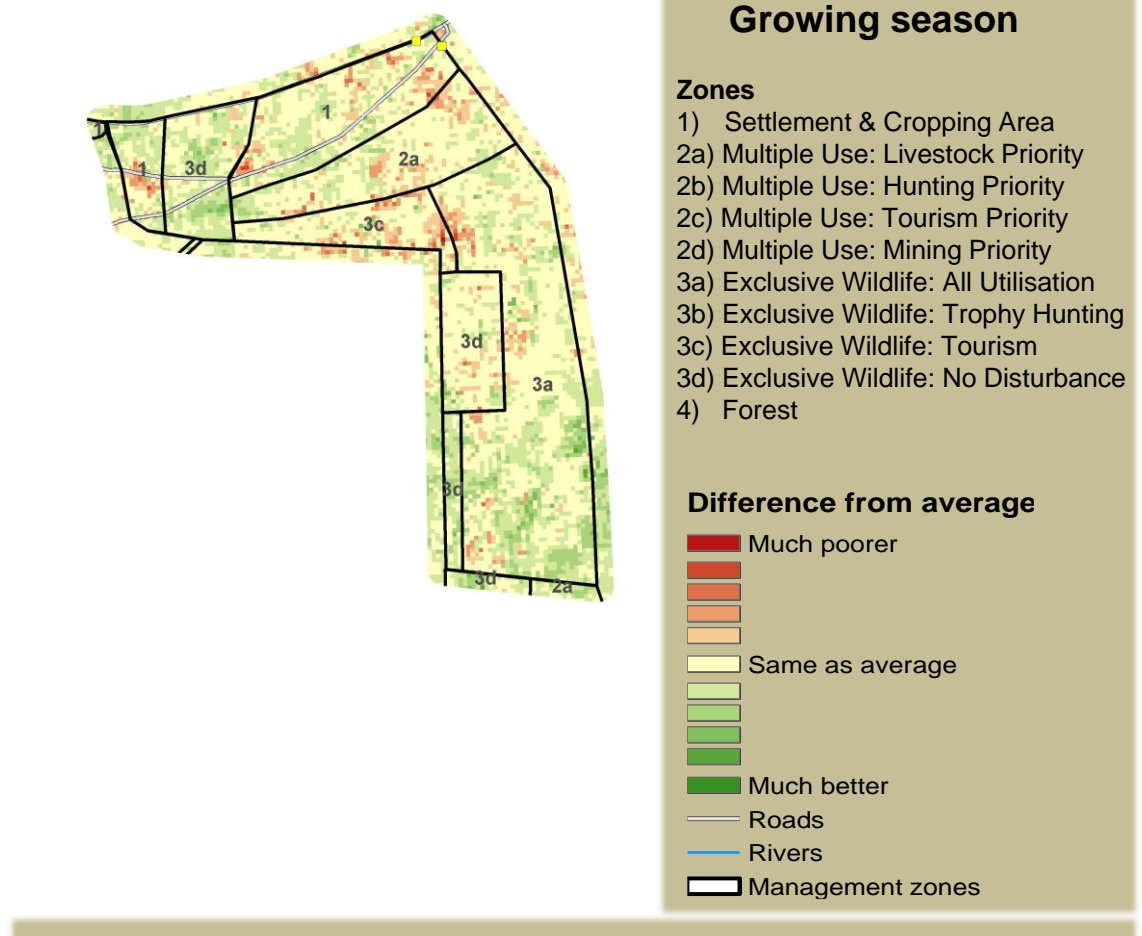 Growing season
Zones
1) Settlement & Cropping Area
2a) Multiple Use: Livestock Priority
2b) Multiple Use: Hunting Priority
2c) Multiple Use: Tourism Priority
2d) Multiple Use: Mining Priority
3a) Exclusive Wildlife: All Utilisation
3b) Exclusive Wildlife: Trophy Hunting
3c) Exclusive Wildlife: Tourism
3d) Exclusive Wildlife: No Disturbance
4) Forest
Difference from average
Much poorer
Same as average
Much better
Roads
Rivers
Management zones
1
1
1
3d
2a
3c
3d
3a
3d
3d
2a